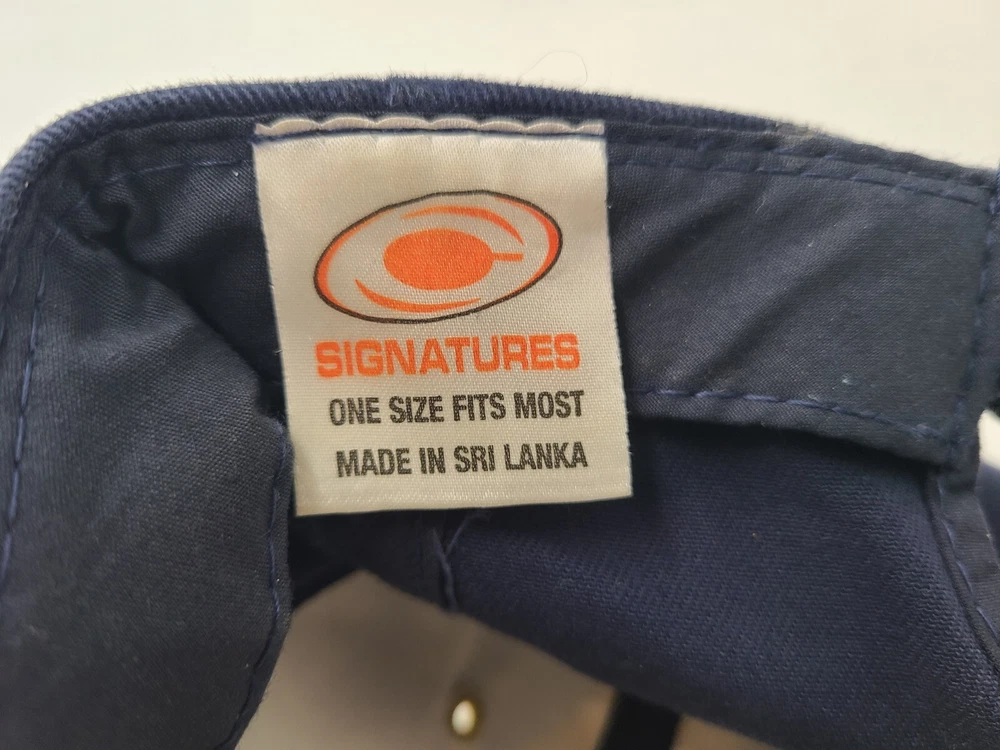 SIGNATURES
ONE SIZE FITS MOST
MADE IN SRI LANKA